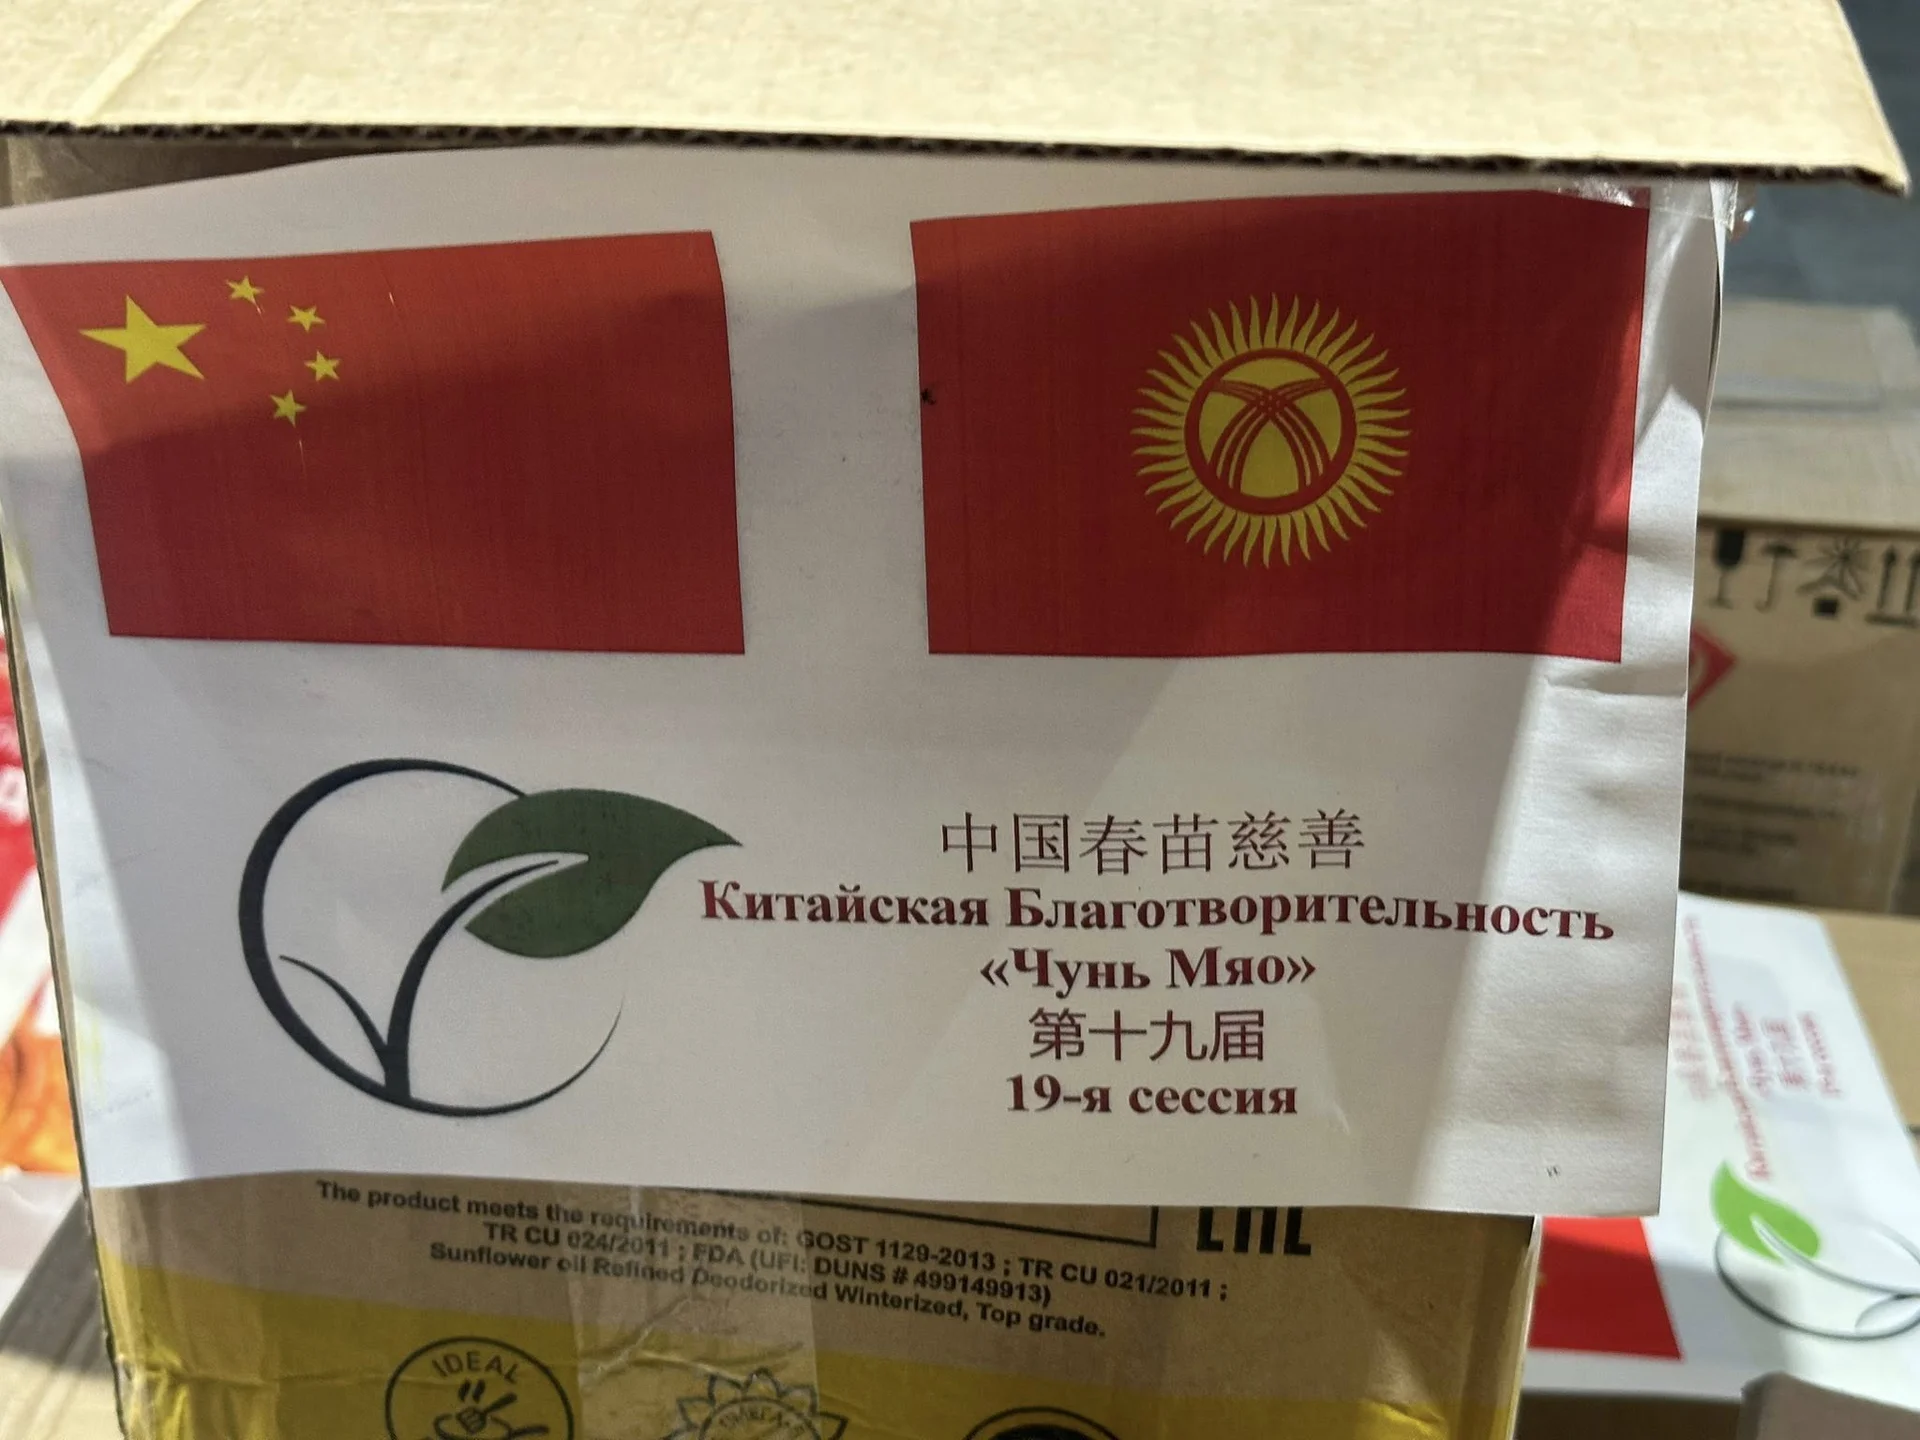 中国春苗慈善
Китайская Благотворительность
«Чунь Мяо»
第十九届
19-я сессия
The product meets the requirements of: GOST 1129-2013 ; TR CU 021/2011 ;
TR CU 024/2011 ; FDA (UFI: DUNS # 499149913)
Sunflower oil Refined Deodorized Winterized, Top grade.
EAC
IDEAL